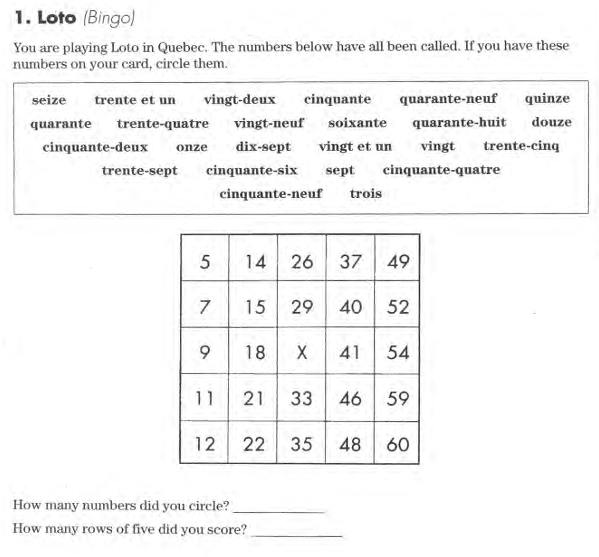 1. Loto (Bingo)
You are playing Loto in Quebec. The numbers below have all been called. If you have these
numbers on your card, circle them.
seize trente et un vingt-deux cinquante quarante-neuf quinze
quarante trente-quatre vingt-neuf soixante quarante-huit douze
cinquante-deux onze dix-sept vingt et un vingt trente-cinq
trente-sept cinquante-six sept cinquante-quatre
cinquante-neuf trois
5 14 26 37 49
7 15 29 40 52
9 18 X 41 54
11 21 33 46 59
12 22 35 48 60
How many numbers did you circle? ____________
How many rows of five did you score? ____________